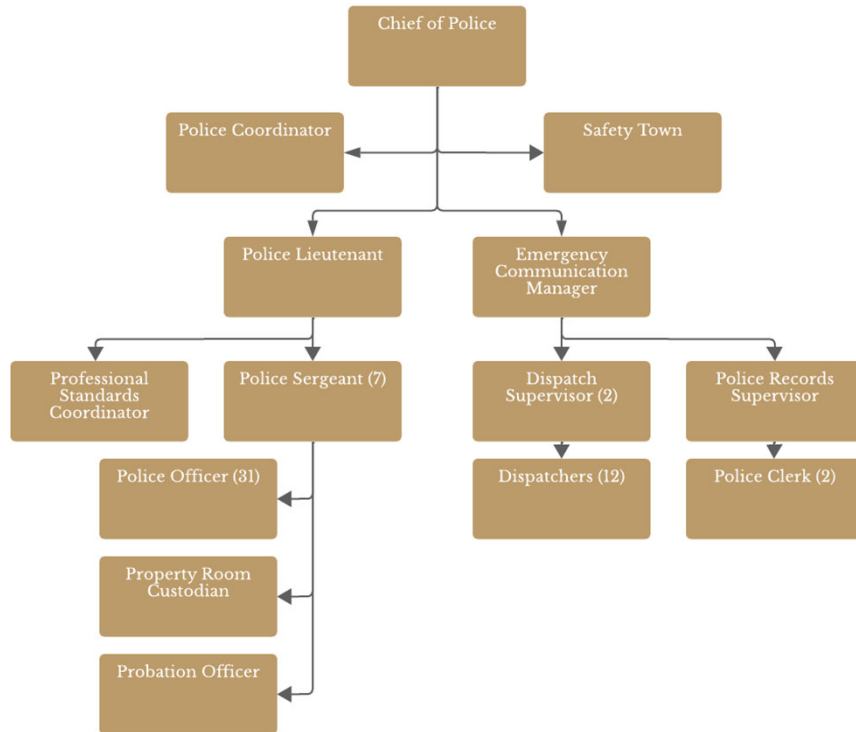 Chief of Police
Police Coordinator
Safety Town
Police Lieutenant
Emergency
Communication
Manager
Professional
Standards
Coordinator
Police Sergeant (7)
Dispatch
Supervisor (2)
Police Records
Supervisor
Police Officer (31)
Dispatchers (12)
Police Clerk (2)
Property Room
Custodian
Probation Officer